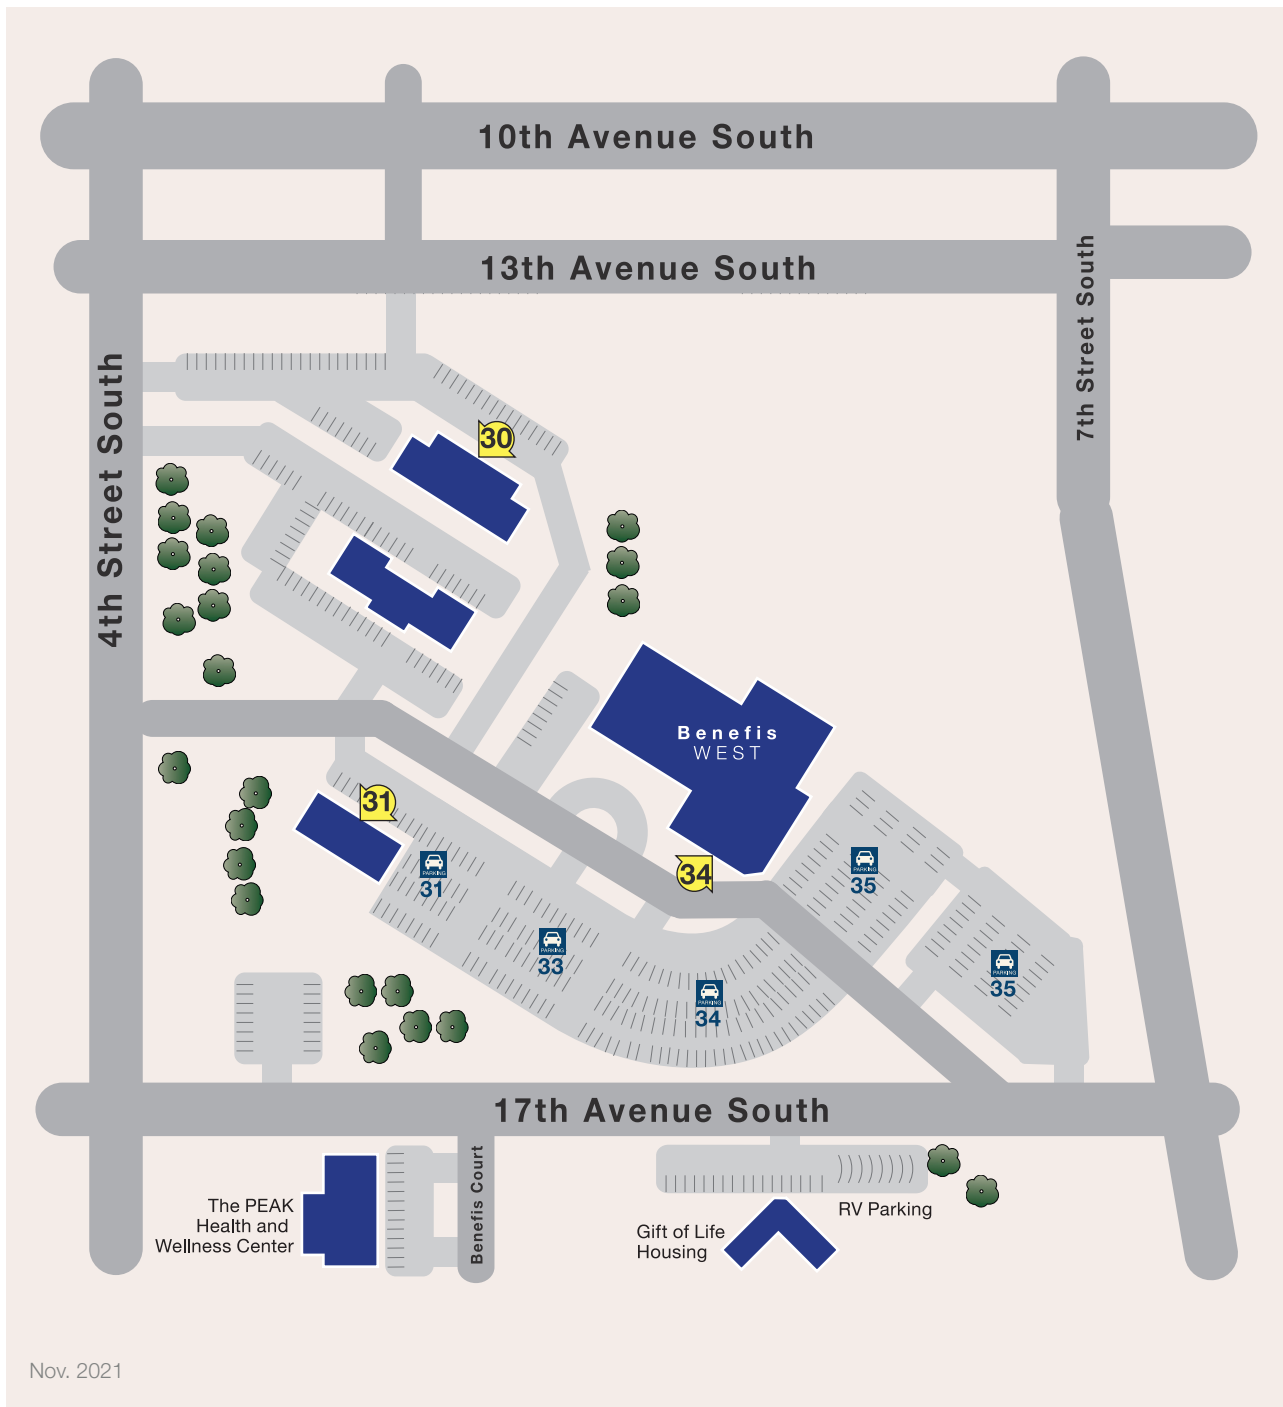 10th Avenue South
13th Avenue South
7th Street South
4th Street South
30
Benefis
WEST
31
PARKING
31
34
PARKING
35
PARKING
33
PARKING
34
PARKING
35
17th Avenue South
Benefis Court
The PEAK
Health and
Wellness Center
RV Parking
Gift of Life
Housing
Nov. 2021